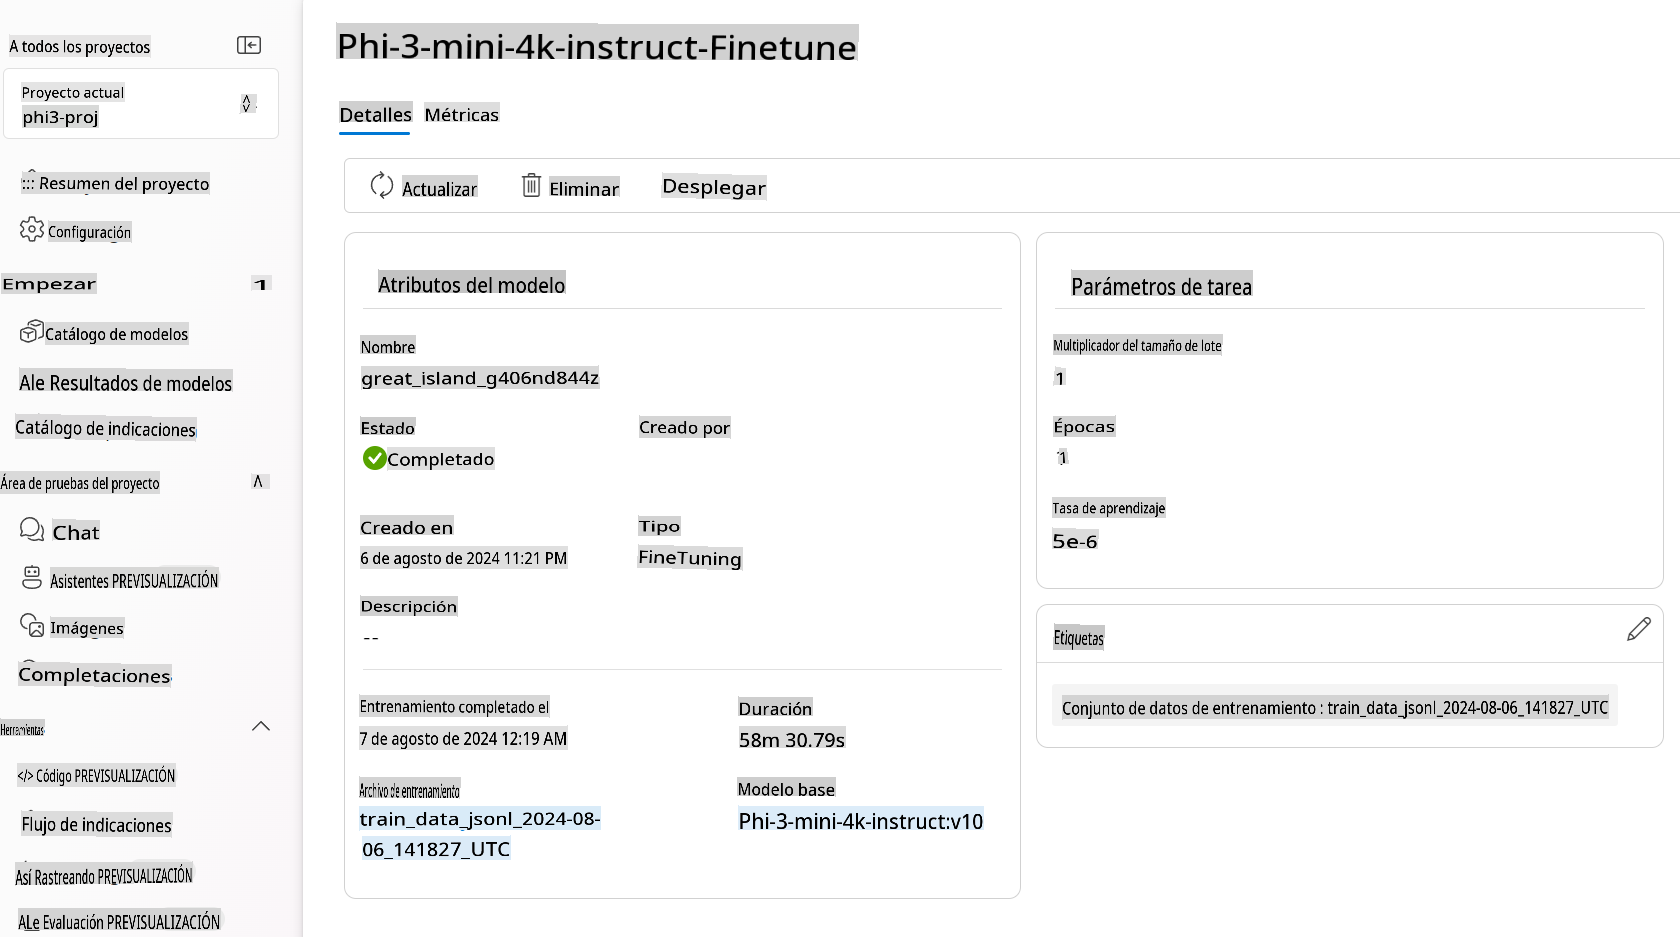 A todos los proyectos
Proyecto actual
phi3-proj
::: Resumen del proyecto
Configuración
Empezar
Catálogo de modelos
Ale Resultados de modelos
Catálogo de indicaciones
Área de pruebas del proyecto
Chat
Asistentes PREVISUALIZACIÓN
Imágenes
Completaciones
Herramientas
</> Código PREVISUALIZACIÓN
Flujo de indicaciones
Así Rastreando PREVISUALIZACIÓN
ALe Evaluación PREVISUALIZACIÓN
Phi-3-mini-4k-instruct-Finetune
Detalles Métricas
Actualizar Eliminar Desplegar
Atributos del modelo
Nombre
great_island_g406nd844z
Estado Creado por
Completado
Creado en Tipo
6 de agosto de 2024 11:21 PM FineTuning
Descripción
--
Entrenamiento completado el Duración
7 de agosto de 2024 12:19 AM 58m 30.79s
Archivo de entrenamiento Modelo base
train_data_jsonl_2024-08- Phi-3-mini-4k-instruct:v10
06_141827_UTC
Parámetros de tarea
Multiplicador del tamaño de lote
1
Épocas
1
Tasa de aprendizaje
5e-6
Etiquetas
Conjunto de datos de entrenamiento : train_data_jsonl_2024-08-06_141827_UTC